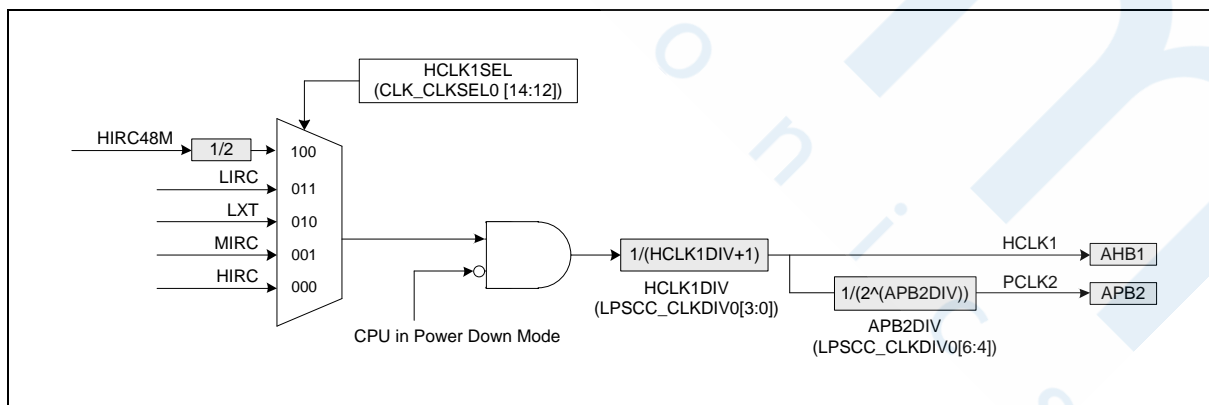 HCLK1SEL
(CLK_CLKSEL0 [14:12])
HIRC48M
1/2
100
LIRC
011
LXT
010
MIRC
001
HIRC
000
CPU in Power Down Mode
1/(HCLK1DIV+1)
HCLK1DIV
(LPSCC_CLKDIV0[3:0])
HCLK1
AHB1
1/(2^(APB2DIV))
PCLK2
APB2
APB2DIV
(LPSCC_CLKDIV0[6:4])
o
n
i
c
s